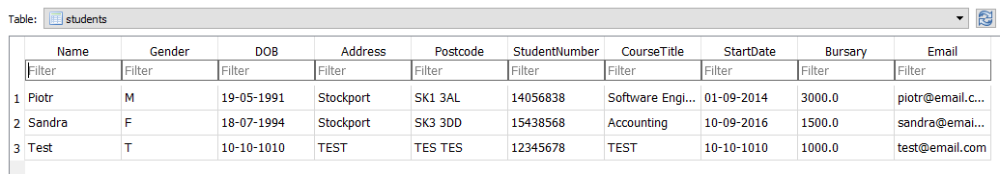 Table: students
Name Gender DOB Address Postcode StudentNumber CourseTitle StartDate Bursary Email
Filter Filter Filter Filter Filter Filter Filter Filter Filter Filter
1 Piotr M 19-05-1991 Stockport SK1 3AL 14056838 Software Engi... 01-09-2014 3000.0 piotr@email.c...
2 Sandra F 18-07-1994 Stockport SK3 3DD 15438568 Accounting 10-09-2016 1500.0 sandra@emai...
3 Test T 10-10-1010 TEST TES TES 12345678 TEST 10-10-1010 1000.0 test@email.com